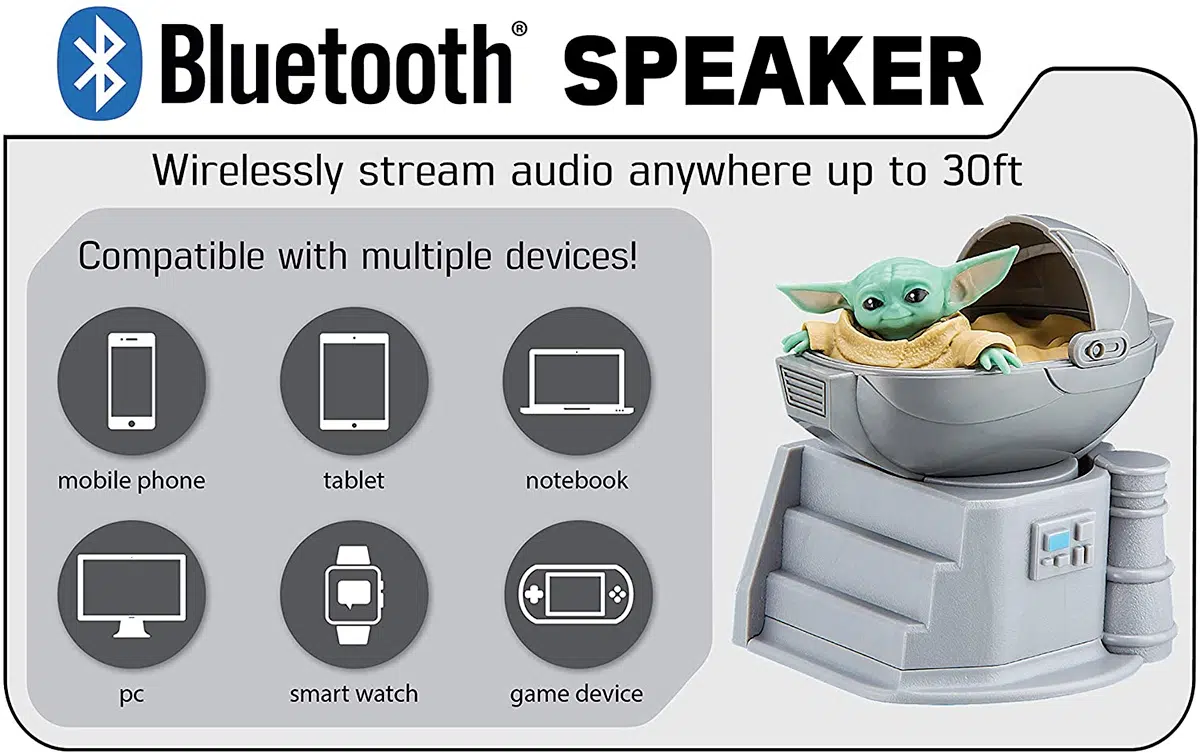 Bluetooth® SPEAKER
Wirelessly stream audio anywhere up to 30ft
Compatible with multiple devices!
mobile phone
tablet
notebook
pc
smart watch
game device